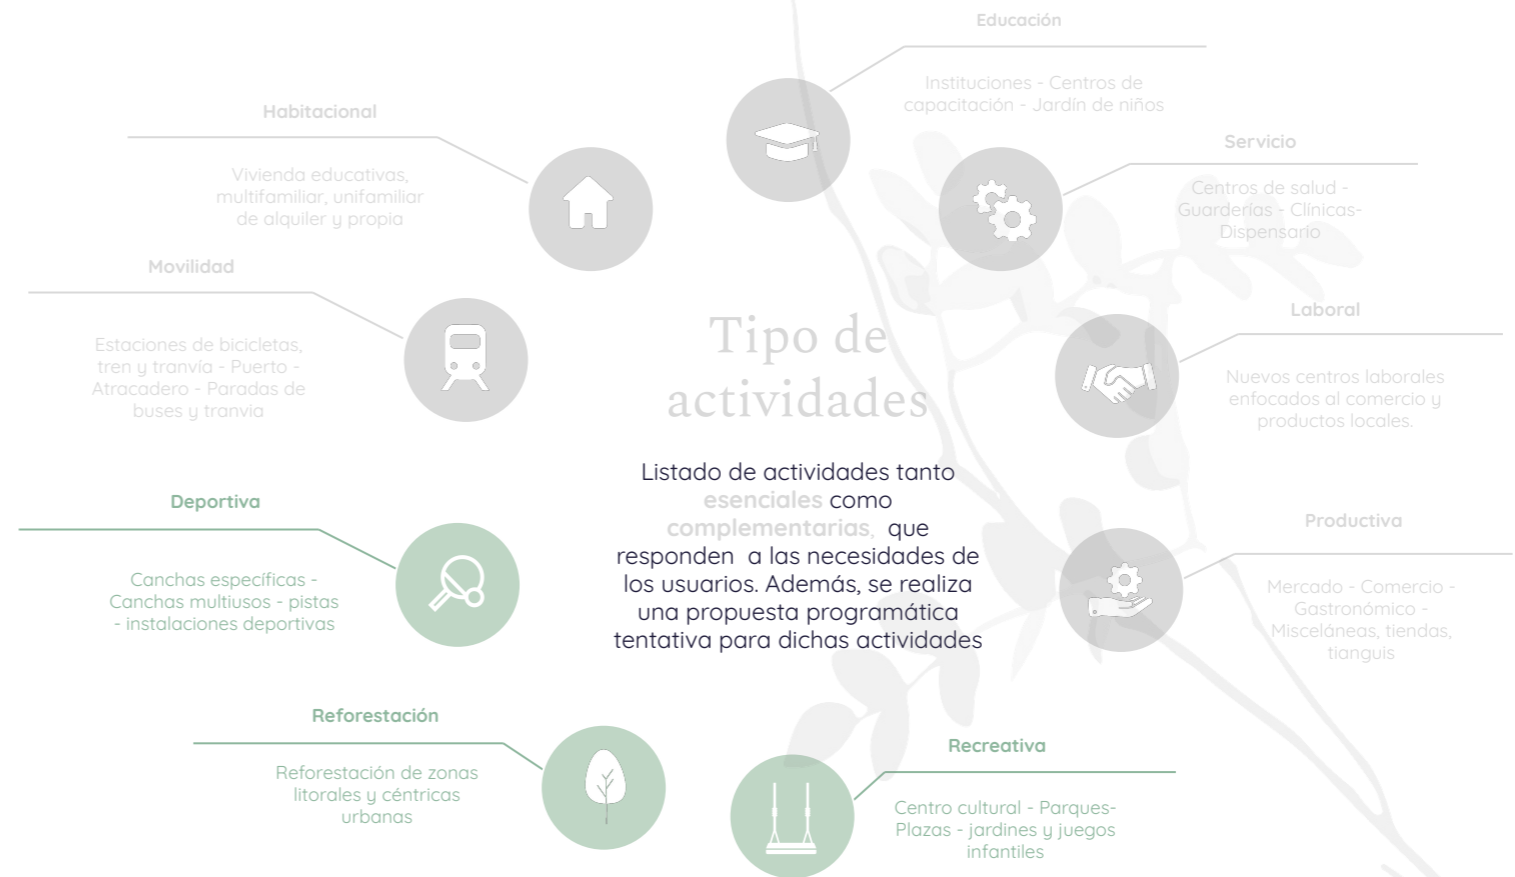 Educación
Instituciones - Centros de
capacitación - Jardín de niños
Habitacional
Vivienda educativas,
multifamiliar, unifamiliar
de alquiler y propia
Servicio
Centros de salud -
Guarderías - Clínicas-
Dispensario
Movilidad
Estaciones de bicicletas,
tren y tranvía - Puerto -
Atracadero - Paradas de
buses y tranvia
Laboral
Nuevos centros laborales
enfocados al comercio y
productos locales.
Tipo de
actividades
Listado de actividades tanto
esenciales como
complementarias, que
responden a las necesidades de
los usuarios. Además, se realiza
una propuesta programática
tentativa para dichas actividades
Deportiva
Canchas específicas -
Canchas multiusos - pistas
- instalaciones deportivas
Productiva
Mercado - Comercio -
Gastronómico -
Misceláneas, tiendas,
tianguis
Reforestación
Reforestación de zonas
litorales y céntricas
urbanas
Recreativa
Centro cultural - Parques-
Plazas - jardines y juegos
infantiles